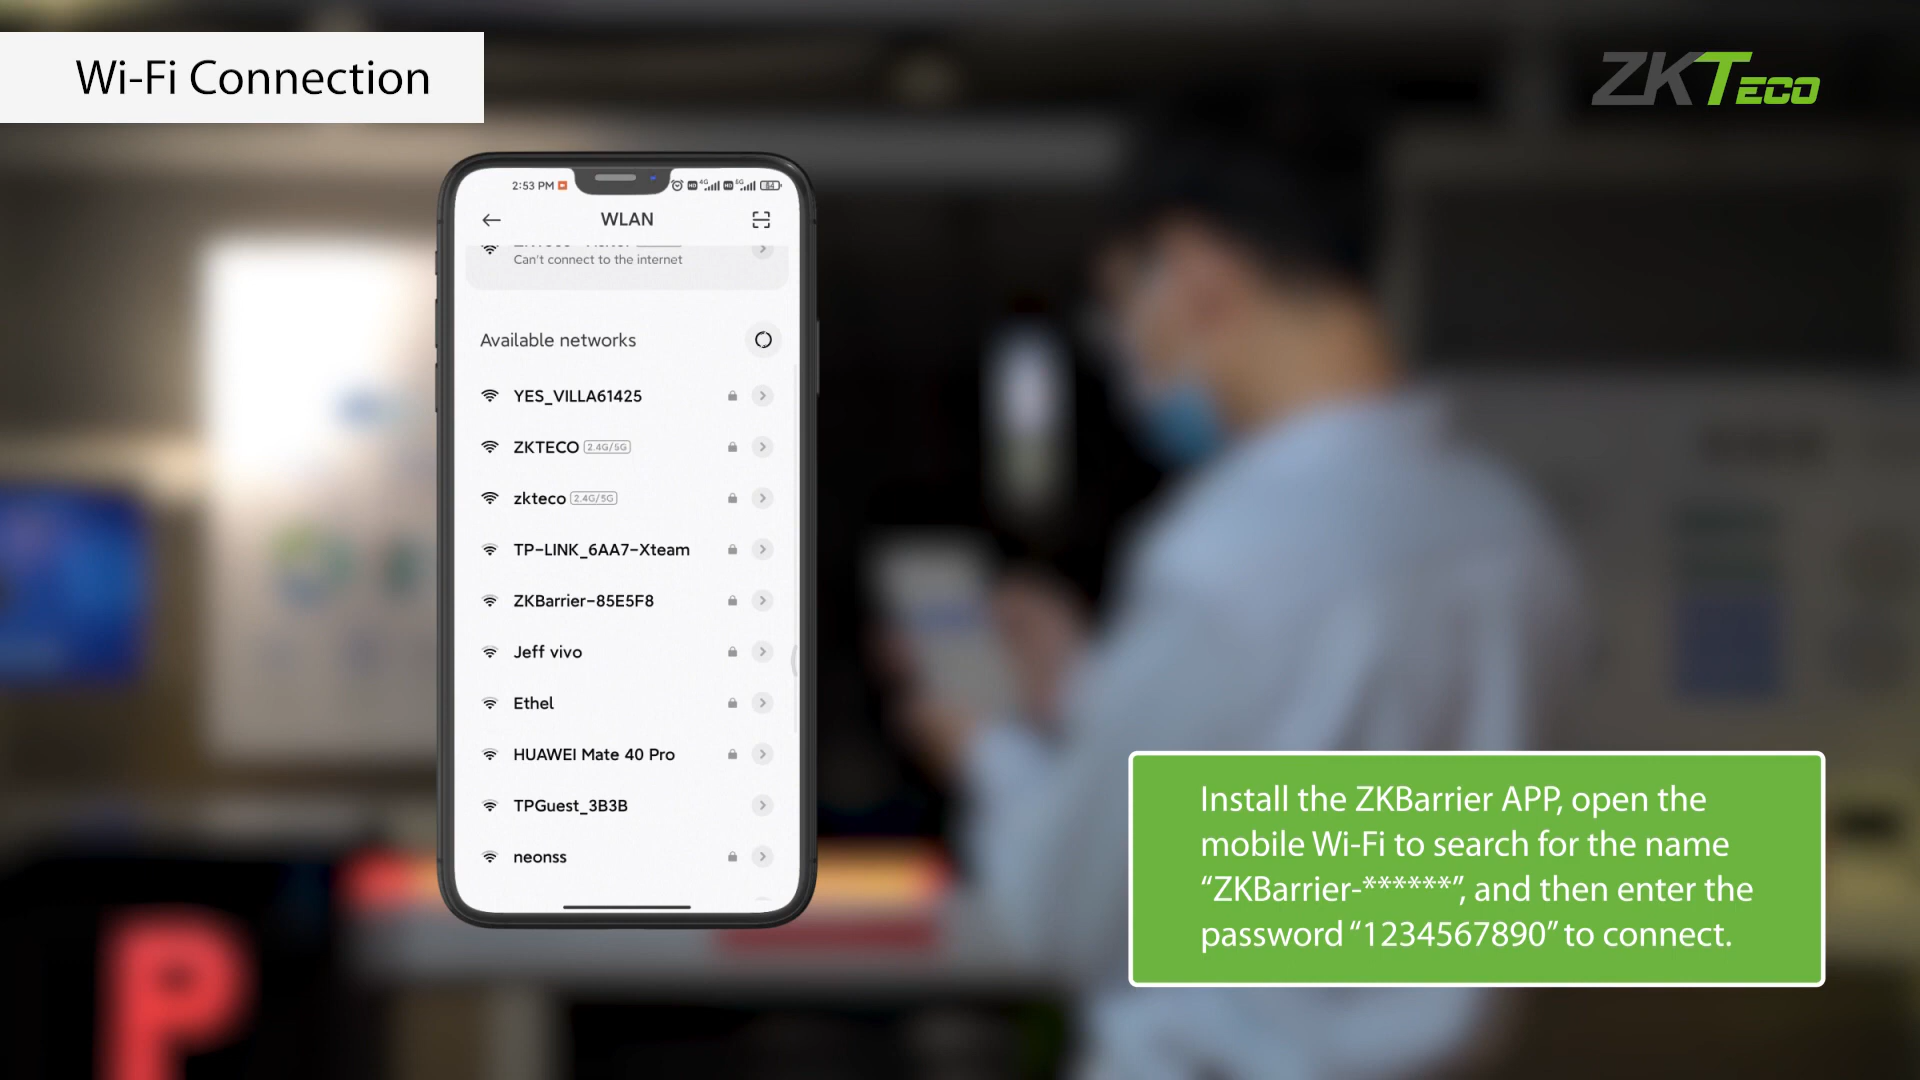 Wi-Fi Connection
ZKTECO
2:53 PM
WLAN
Can't connect to the internet
Available networks
YES_VILLA61425
ZKTECO 2.4G/5G
zkteco 2.4G/5G
TP-LINK_6AA7-Xteam
ZKBarrier-85E5F8
Jeff vivo
Ethel
HUAWEI Mate 40 Pro
TPGuest_3B3B
neonss
Install the ZKBarrier APP, open the
mobile Wi-Fi to search for the name
“ZKBarrier-******”, and then enter the
password “1234567890” to connect.
P